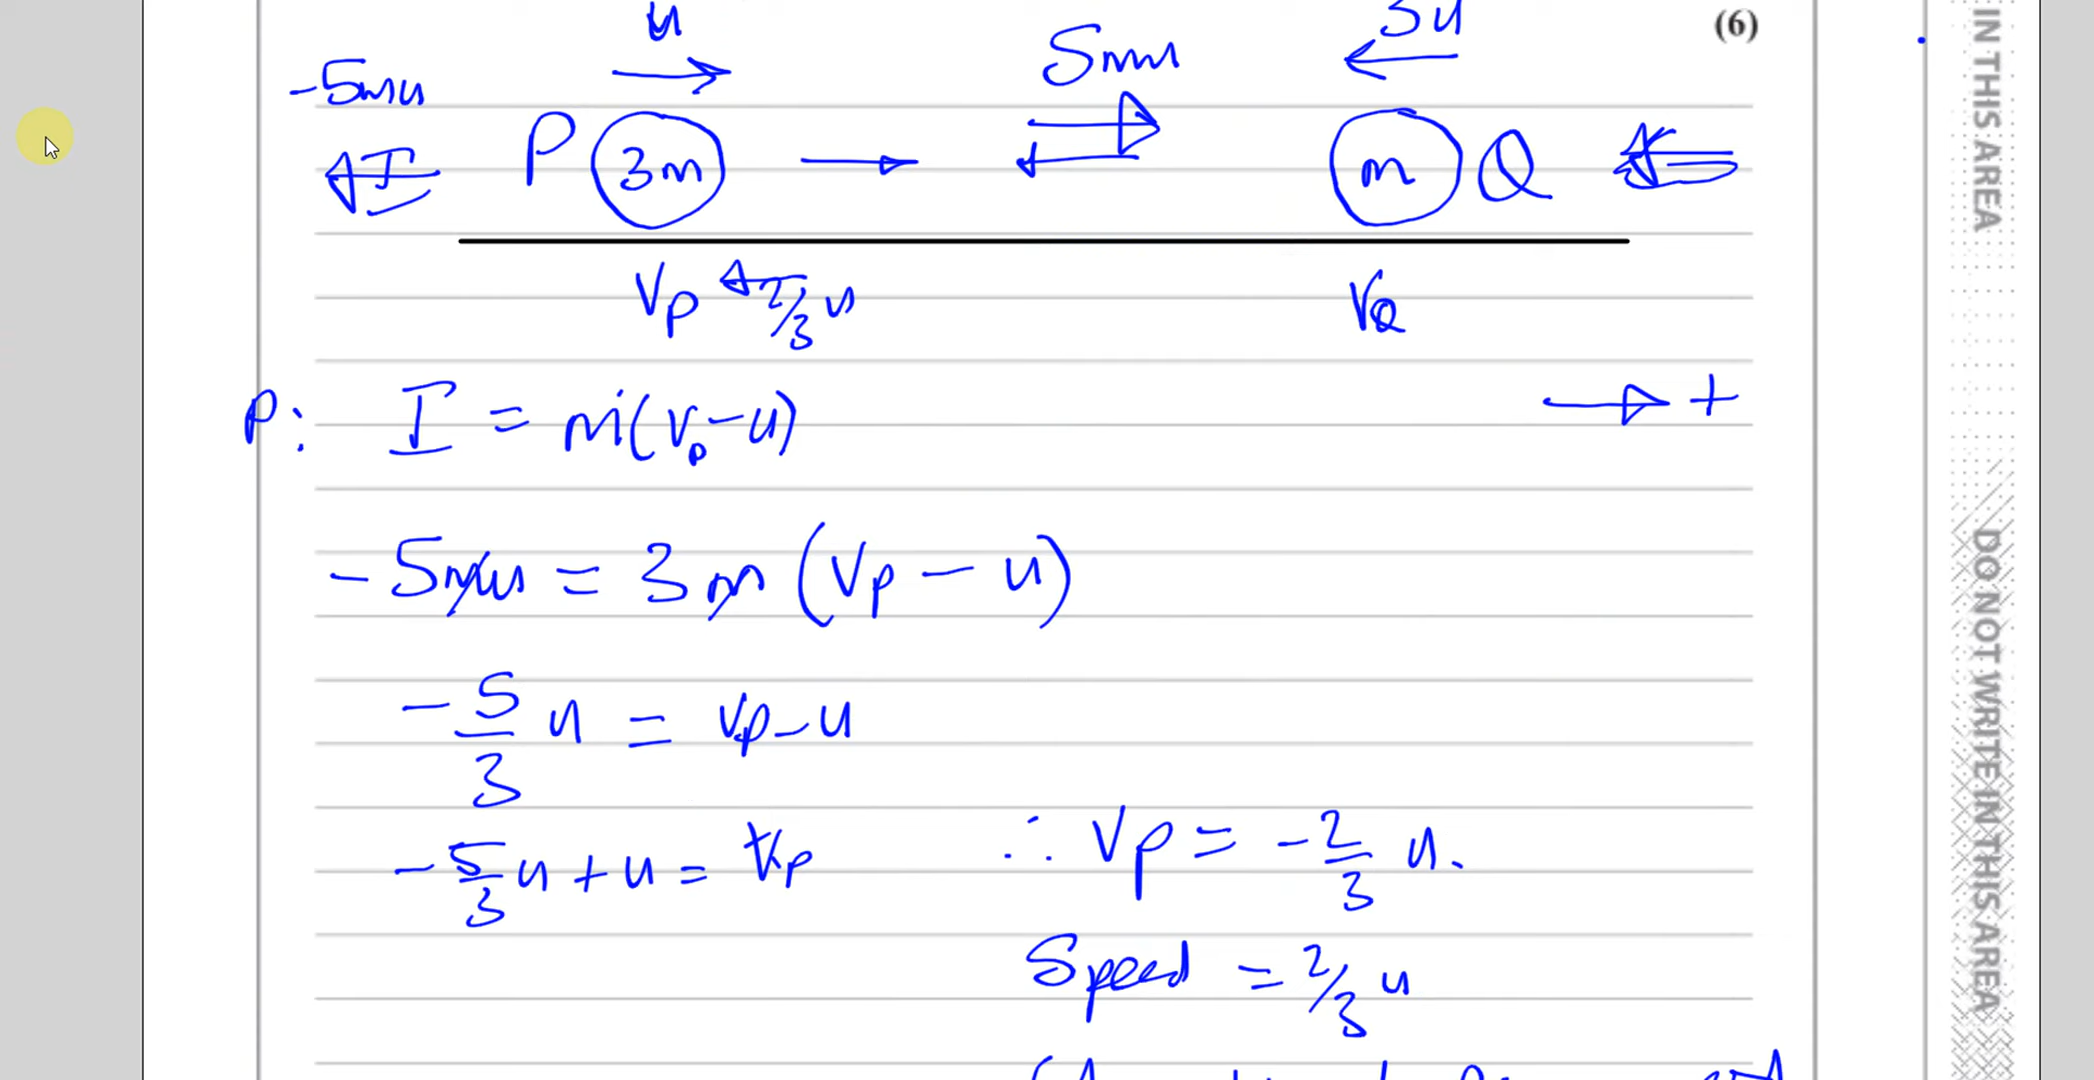 u
3u
(6)
5mu
-5mu
I
P 3m
m Q
Vp 2/3 u
VQ
P: I = m(Vp - u)
+
- 5mu = 3m (Vp - u)
- 5/3 u = Vp - u
- 5/3 u + u = Vp
∴ Vp = - 2/3 u.
Speed = 2/3 u
IN THIS AREA
DO NOT WRITE IN THIS AREA